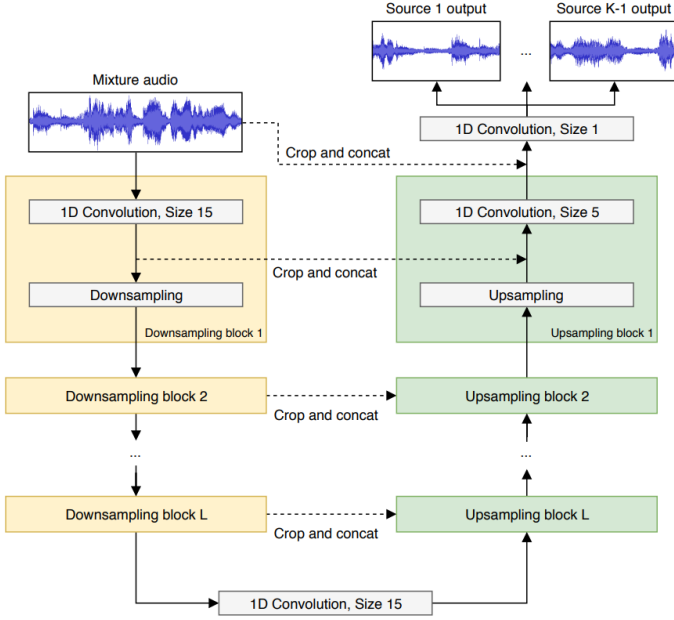 Source 1 output
Source K-1 output
...
Mixture audio
1D Convolution, Size 1
Crop and concat
1D Convolution, Size 15
1D Convolution, Size 5
Crop and concat
Downsampling
Upsampling
Downsampling block 1
Upsampling block 1
Downsampling block 2
Upsampling block 2
Crop and concat
...
...
Downsampling block L
Upsampling block L
Crop and concat
1D Convolution, Size 15